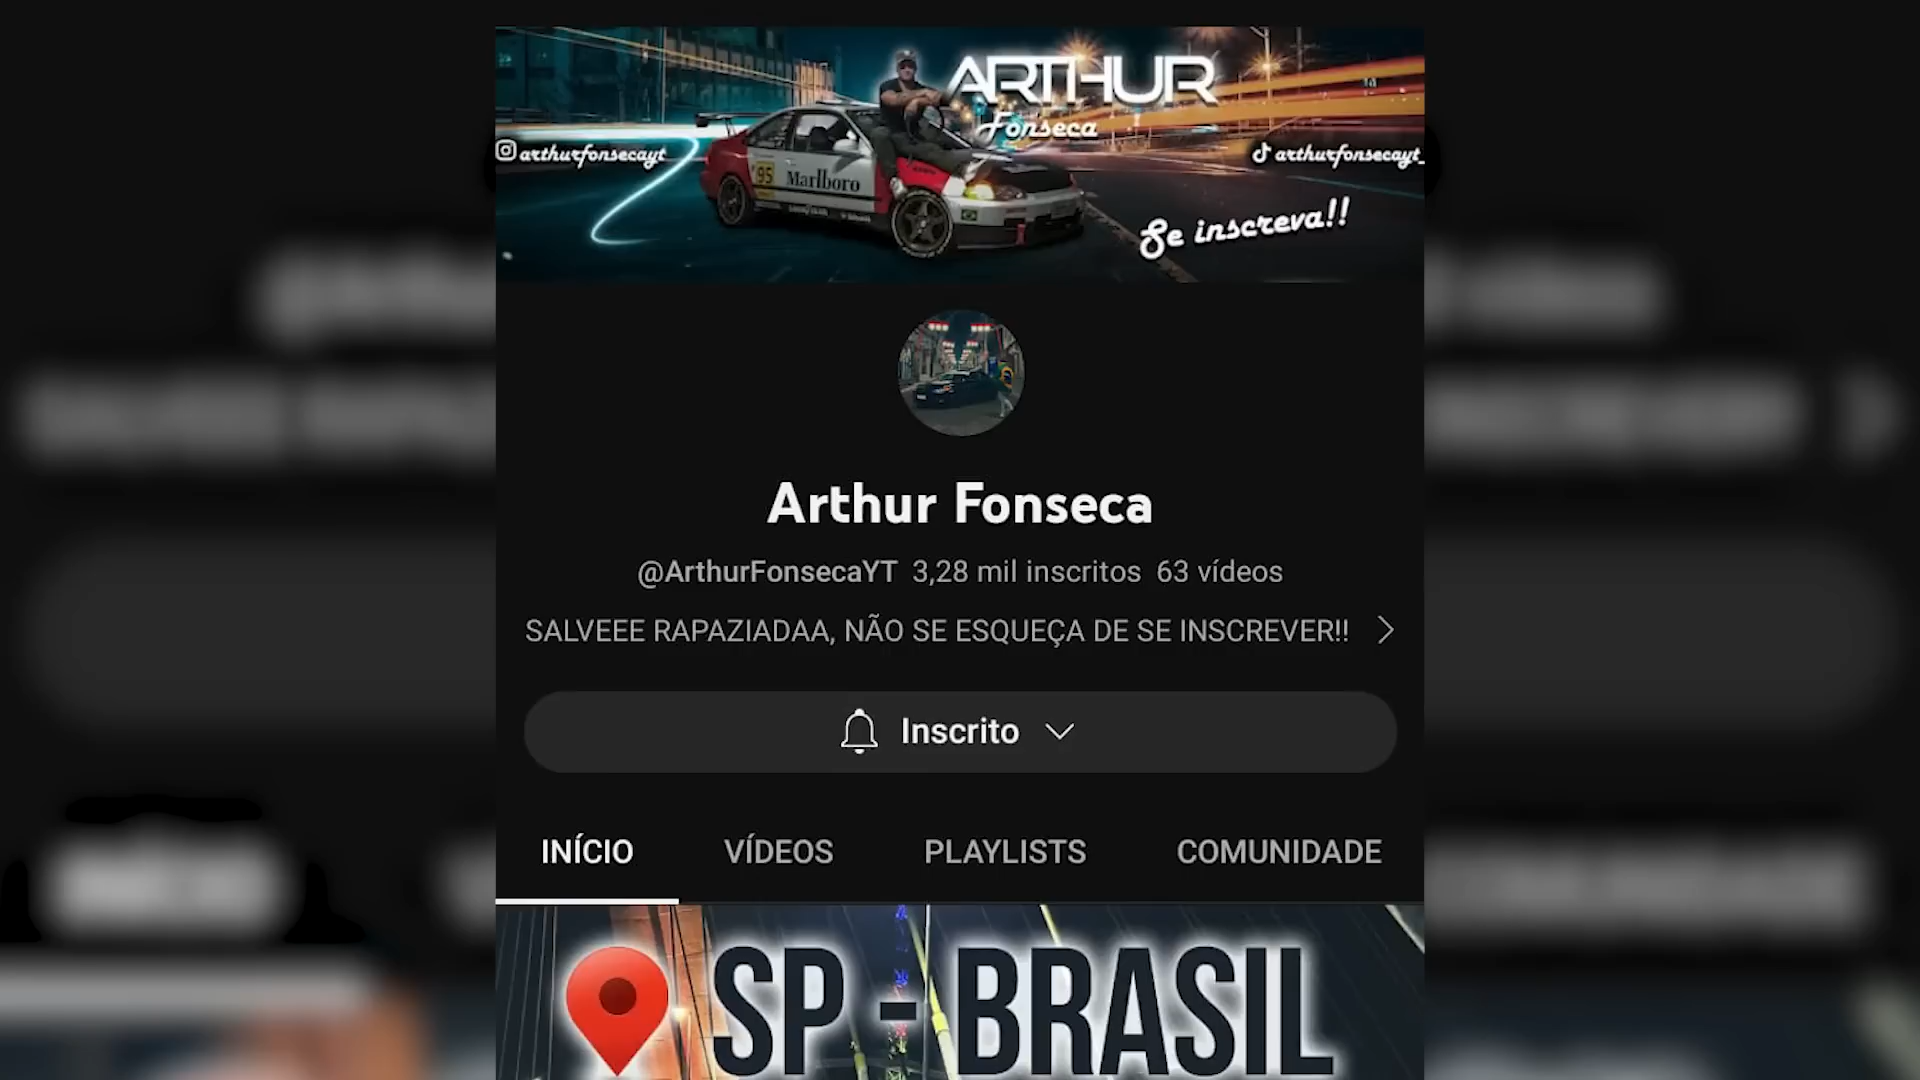 ARTHUR
Fonseca
arthurfonsecayt
arthurfonsecayt_
95
Marlboro
Se inscreva!!
Arthur Fonseca
@ArthurFonsecaYT 3,28 mil inscritos 63 vídeos
SALVEEE RAPAZIADAA, NÃO SE ESQUEÇA DE SE INSCREVER!!
Inscrito
INÍCIO VÍDEOS PLAYLISTS COMUNIDADE
SP - BRASIL